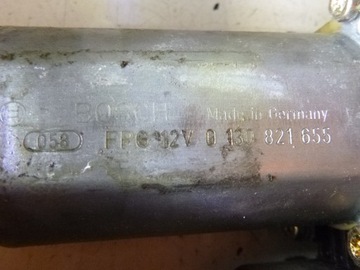 BOSCH Made in Germany
058 FPG 12V 0 130 821 655